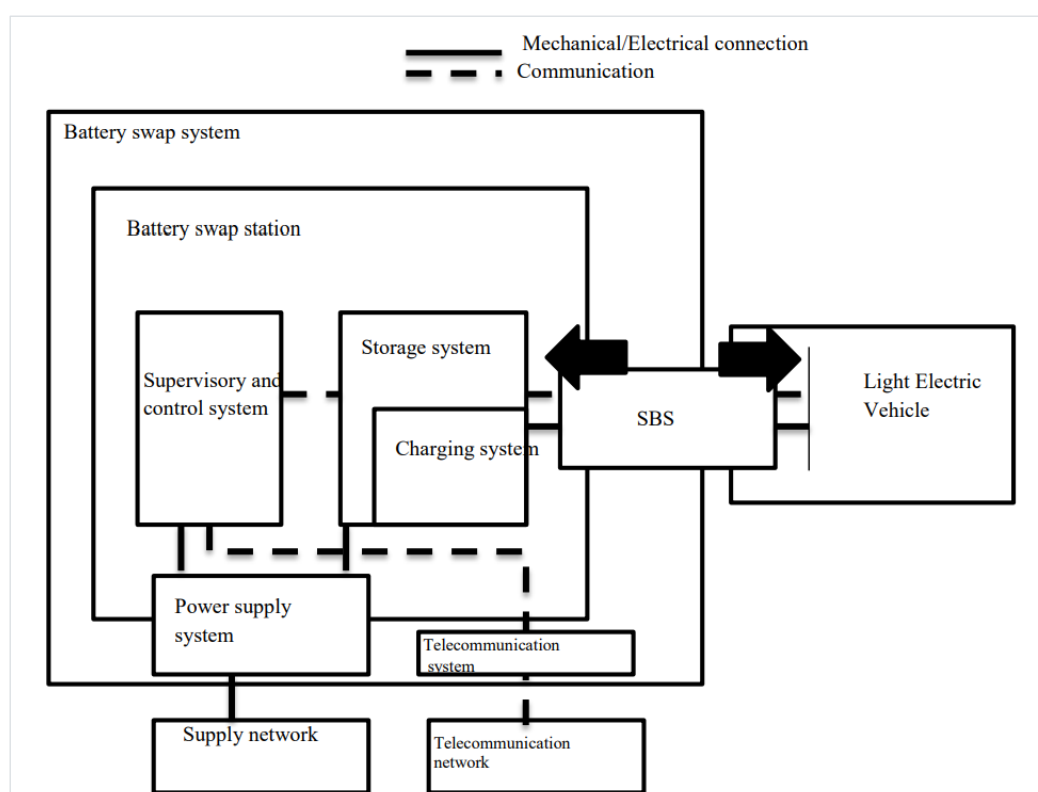 Mechanical/Electrical connection
Communication
Battery swap system
Battery swap station
Storage system
Supervisory and
control system
Charging system
SBS
Light Electric
Vehicle
Power supply
system
Telecommunication
system
Supply network
Telecommunication
network